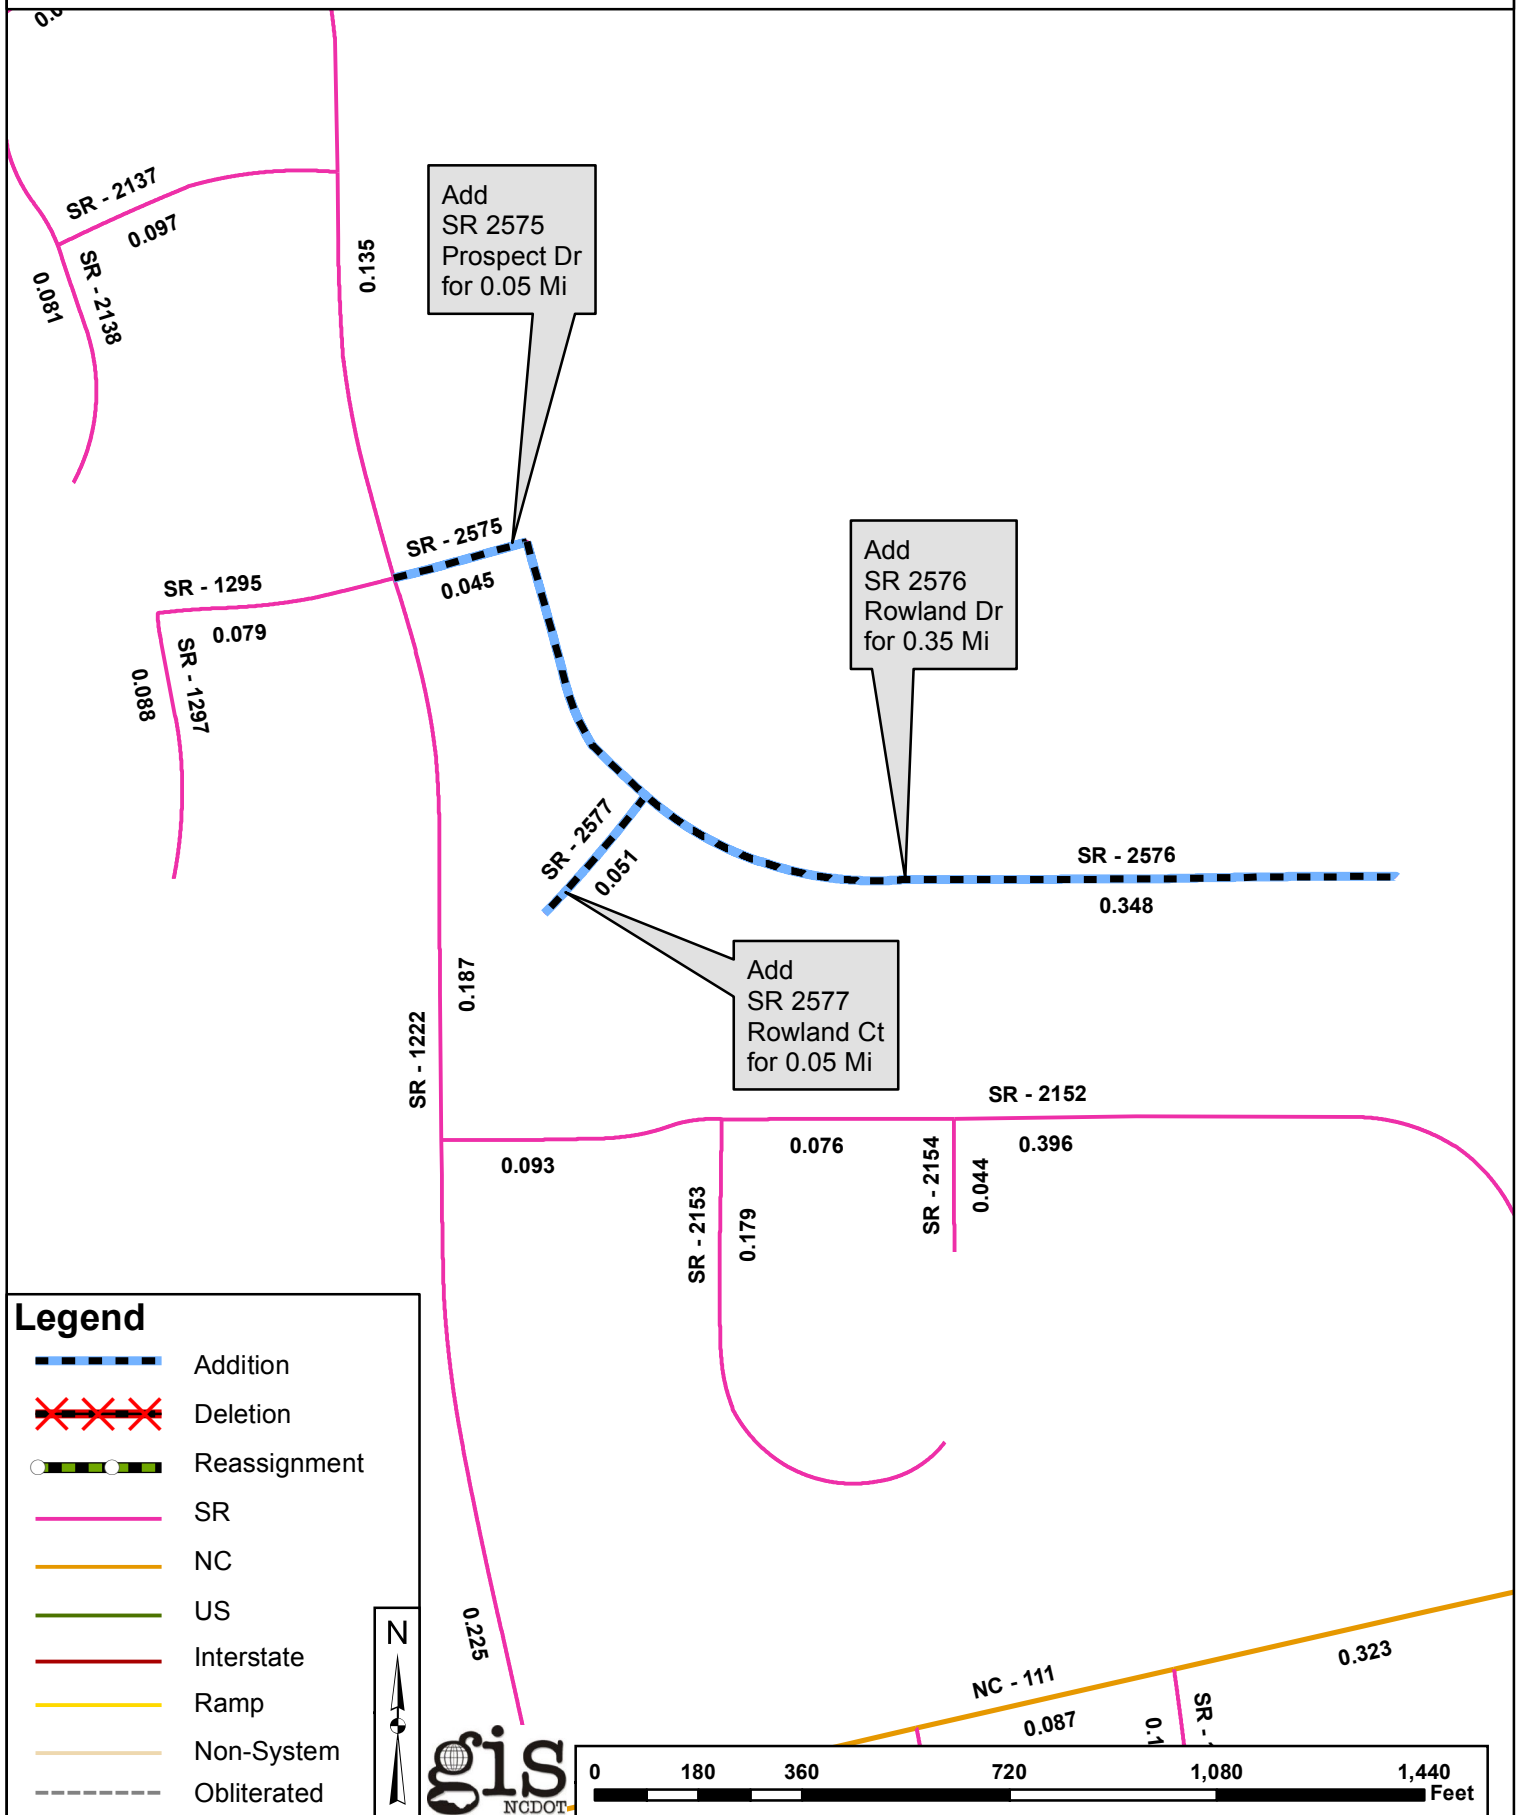 SR - 2137
0.097
0.081
SR - 2138
0.135
Add
SR 2575
Prospect Dr
for 0.05 Mi
SR - 2575
0.045
SR - 1295
0.079
SR - 1297
0.088
Add
SR 2576
Rowland Dr
for 0.35 Mi
SR - 2577
0.051
SR - 2576
0.348
Add
SR 2577
Rowland Ct
for 0.05 Mi
0.187
SR - 1222
SR - 2152
0.093
0.076
0.396
SR - 2153
0.179
SR - 2154
0.044
0.225
NC - 111
0.087
0.323
SR -
0.1
Legend
Addition
Deletion
Reassignment
SR
NC
US
Interstate
Ramp
Non-System
Obliterated
N
gis
NCDOT
0 180 360 720 1,080 1,440
Feet